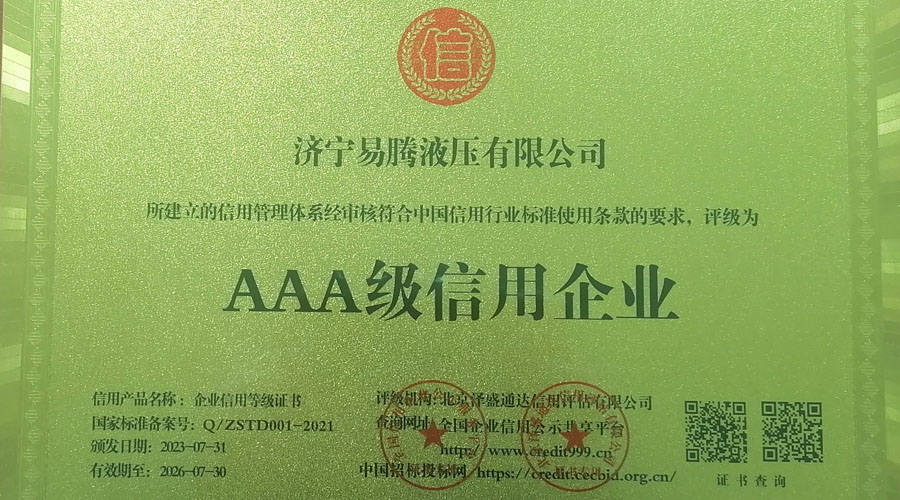 信
济宁易腾液压有限公司
所建立的信用管理体系经审核符合中国信用行业标准使用条款的要求，评级为
AAA级信用企业
信用产品名称：企业信用等级证书
国家标准备案号：Q/ZSTD001-2021
颁发日期：2023-07-31
有效期至：2026-07-30
评级机构：北京泽盛通达信用评估有限公司
查询网址：全国企业信用公示共享平台
http://www.credit999.cn
中国招标投标网/https://credit.cecbid.org.cn/
证书查询